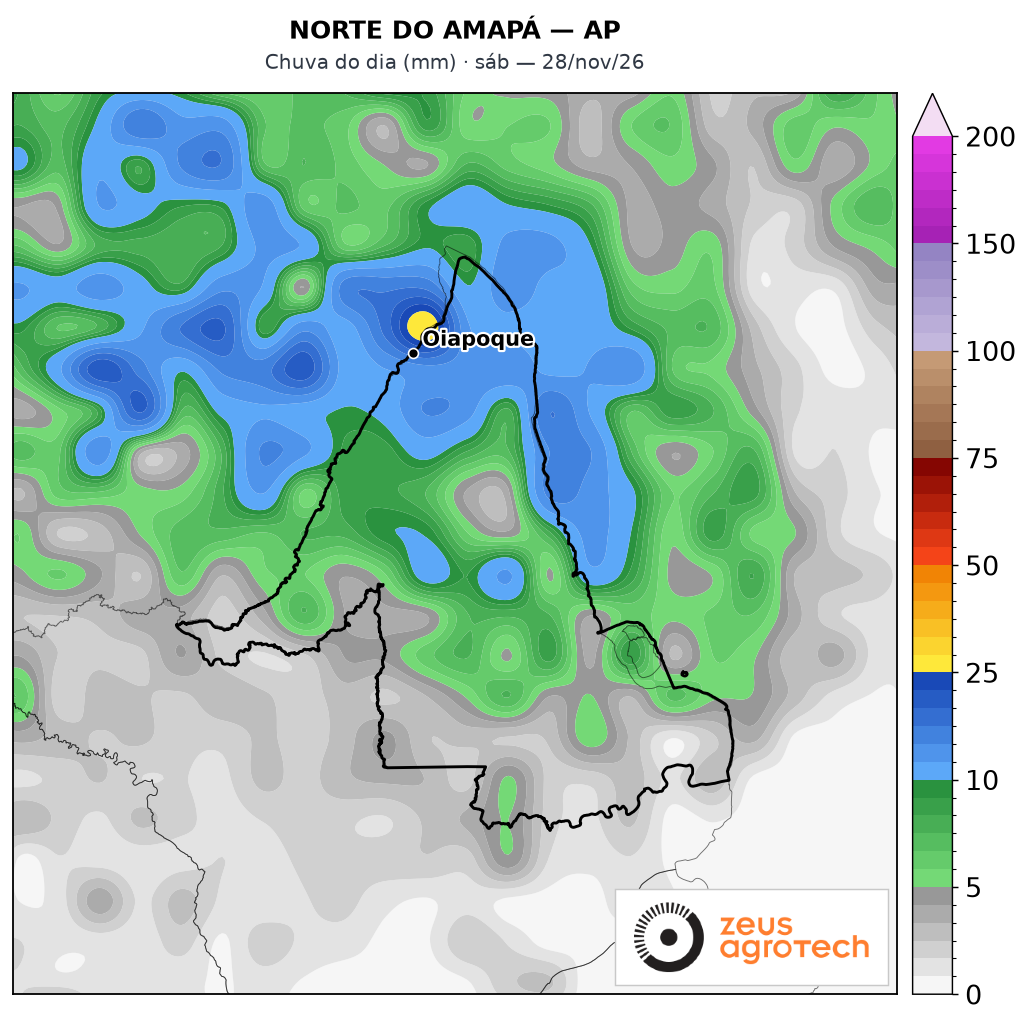 NORTE DO AMAPÁ — AP
Chuva do dia (mm) · sáb — 28/nov/26
200
150
100
75
50
25
10
5
0
Oiapoque
zeus
agrotech